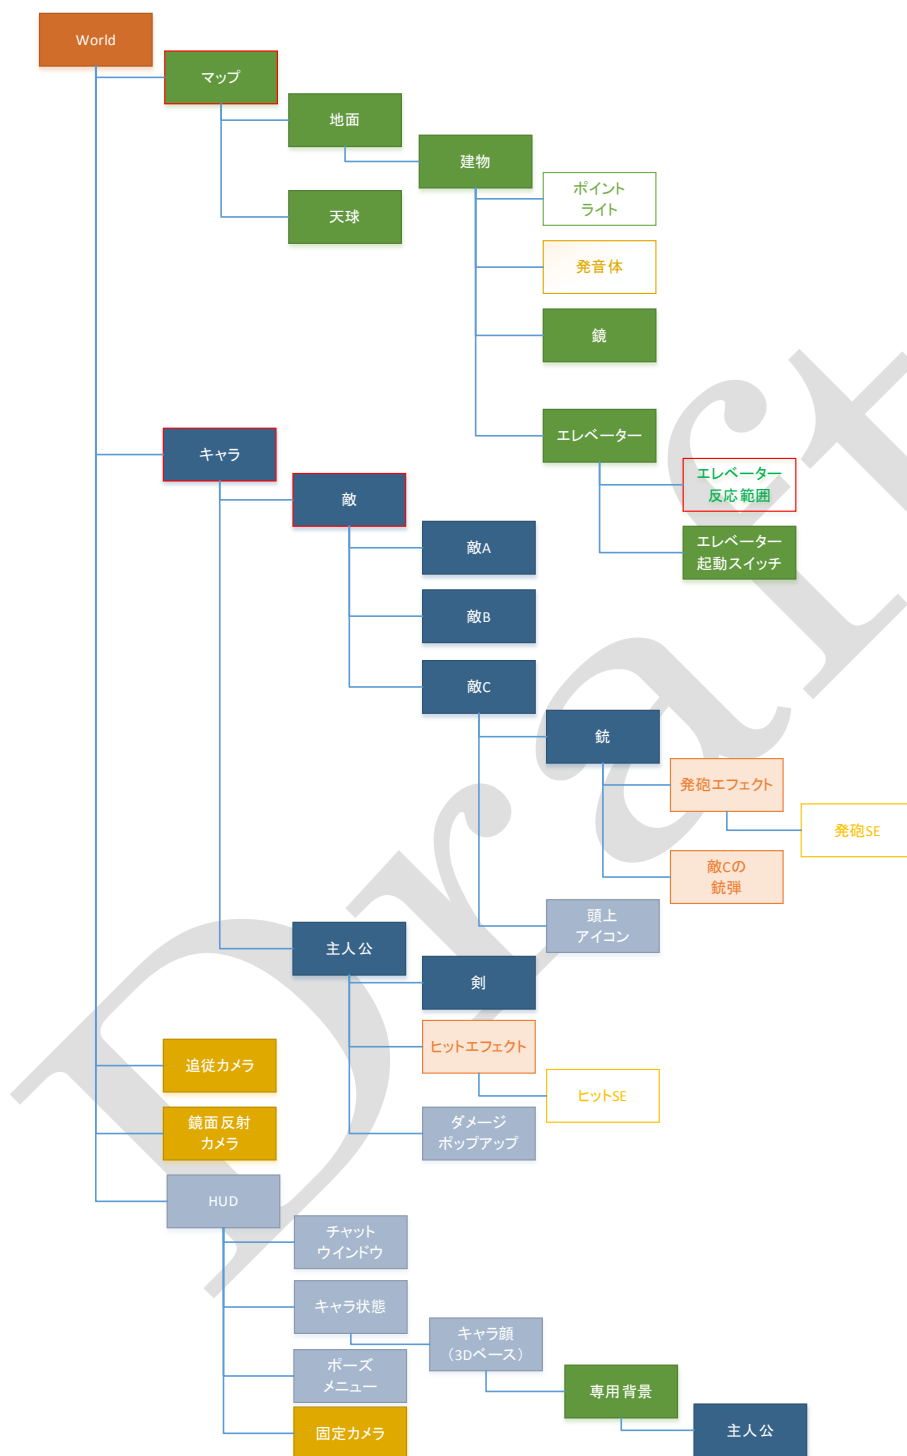 World
マップ
地面
建物
ポイント
ライト
天球
発音体
鏡
エレベーター
キャラ
エレベーター
反応範囲
敵
敵A
エレベーター
起動スイッチ
敵B
敵C
銃
発砲エフェクト
発砲SE
敵Cの
銃弾
頭上
アイコン
主人公
剣
ヒットエフェクト
追従カメラ
ヒットSE
鏡面反射
カメラ
ダメージ
ポップアップ
HUD
チャット
ウインドウ
キャラ状態
キャラ顔
（3Dベース）
ポーズ
メニュー
専用背景
固定カメラ
主人公
Draft